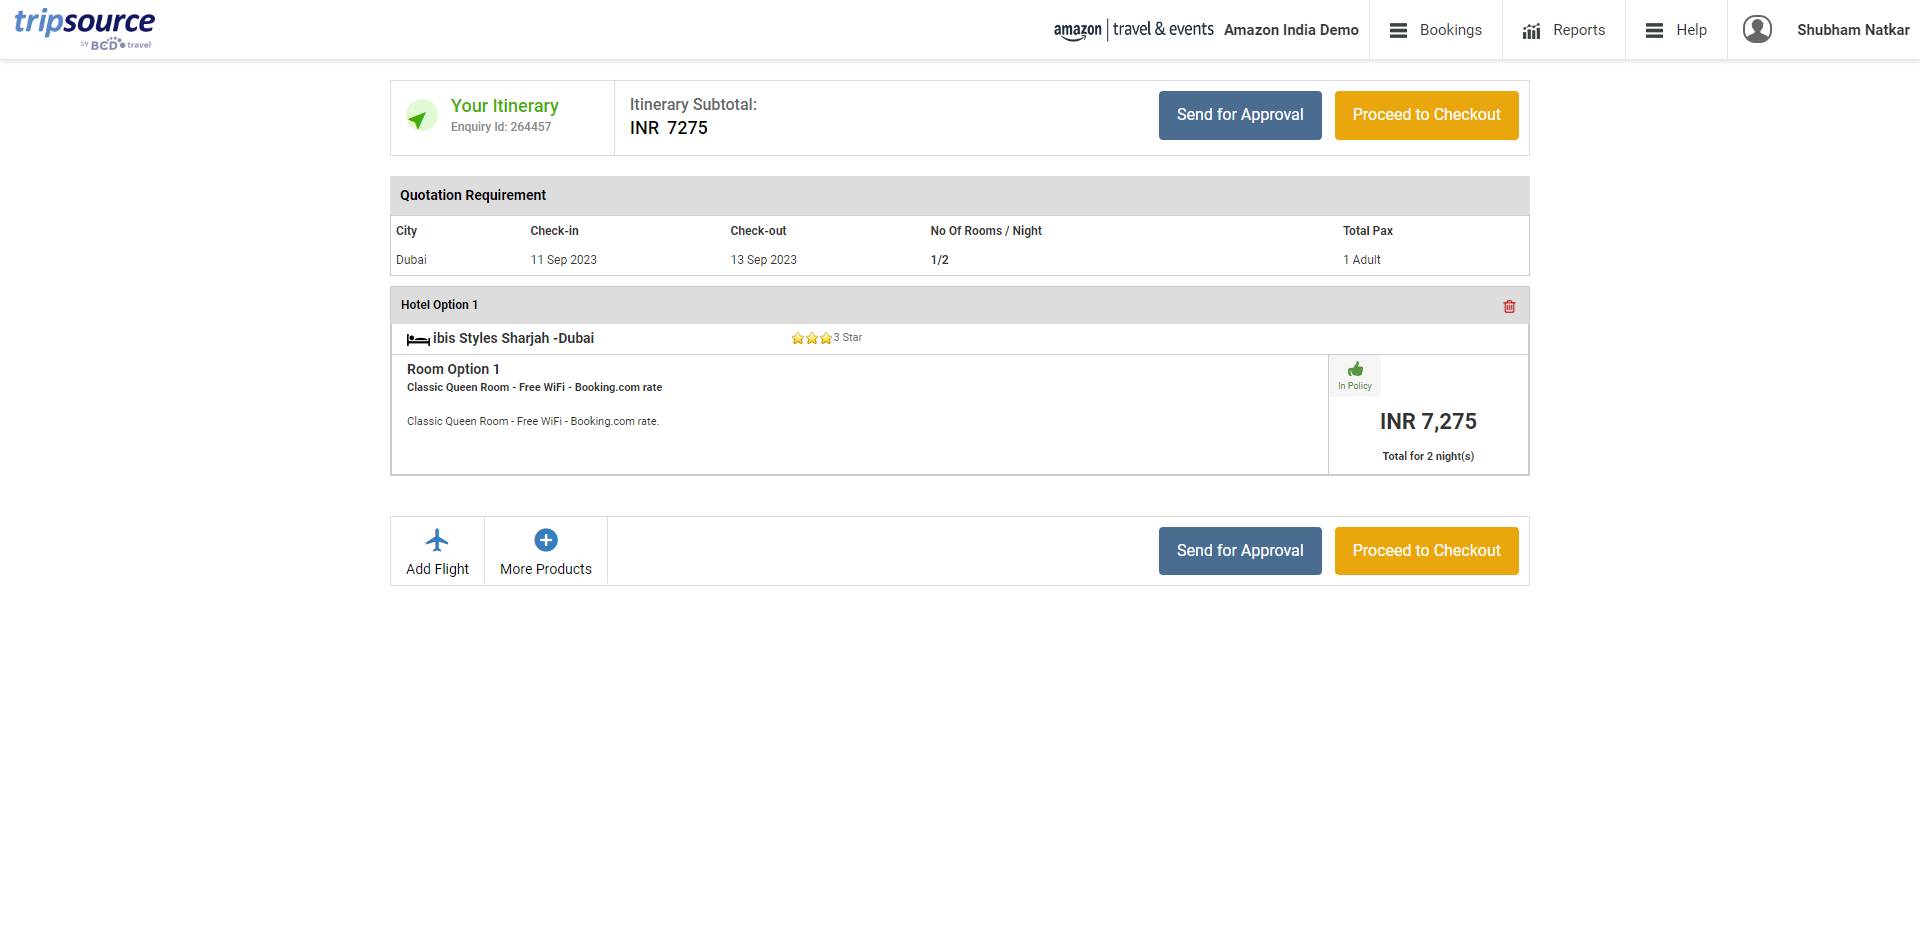 tripsource
by BCD travel
amazon travel & events Amazon India Demo
Bookings
Reports
Help
Shubham Natkar
Your Itinerary
Enquiry Id: 264457
Itinerary Subtotal:
INR 7275
Send for Approval
Proceed to Checkout
Quotation Requirement
City Check-in Check-out No Of Rooms / Night Total Pax
Dubai 11 Sep 2023 13 Sep 2023 1/2 1 Adult
Hotel Option 1
ibis Styles Sharjah -Dubai 3 Star
Room Option 1
Classic Queen Room - Free WiFi - Booking.com rate
Classic Queen Room - Free WiFi - Booking.com rate.
In Policy
INR 7,275
Total for 2 night(s)
Add Flight
More Products
Send for Approval
Proceed to Checkout